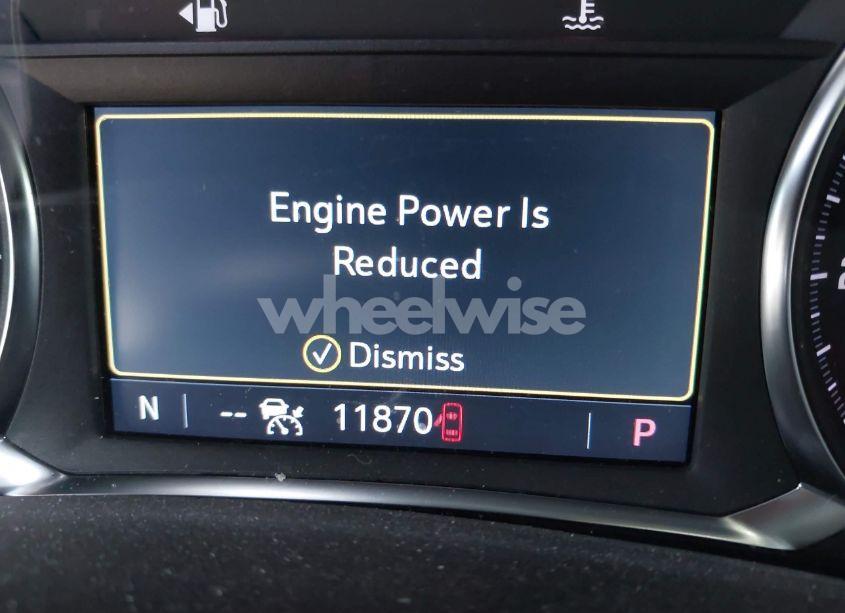 Engine Power Is
Reduced
wheelwise
Dismiss
N -- 11870 P